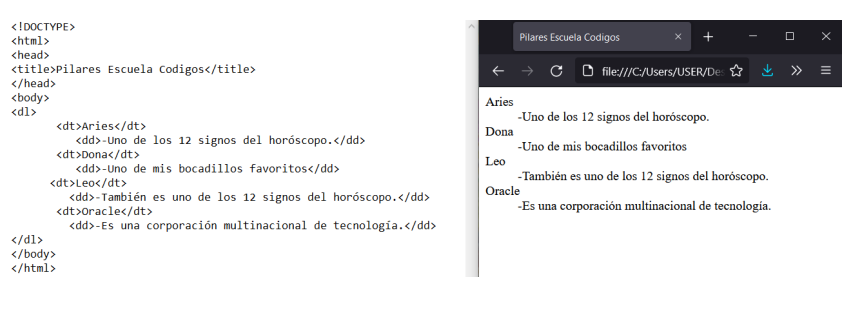 <!DOCTYPE>
<html>
<head>
<title>Pilares Escuela Codigos</title>
</head>
<body>
<dl>
<dt>Aries</dt>
<dd>-Uno de los 12 signos del horóscopo.</dd>
<dt>Dona</dt>
<dd>-Uno de mis bocadillos favoritos</dd>
<dt>Leo</dt>
<dd>-También es uno de los 12 signos del horóscopo.</dd>
<dt>Oracle</dt>
<dd>-Es una corporación multinacional de tecnología.</dd>
</dl>
</body>
</html>
Pilares Escuela Codigos
file:///C:/Users/USER/De
Aries
-Uno de los 12 signos del horóscopo.
Dona
-Uno de mis bocadillos favoritos
Leo
-También es uno de los 12 signos del horóscopo.
Oracle
-Es una corporación multinacional de tecnología.